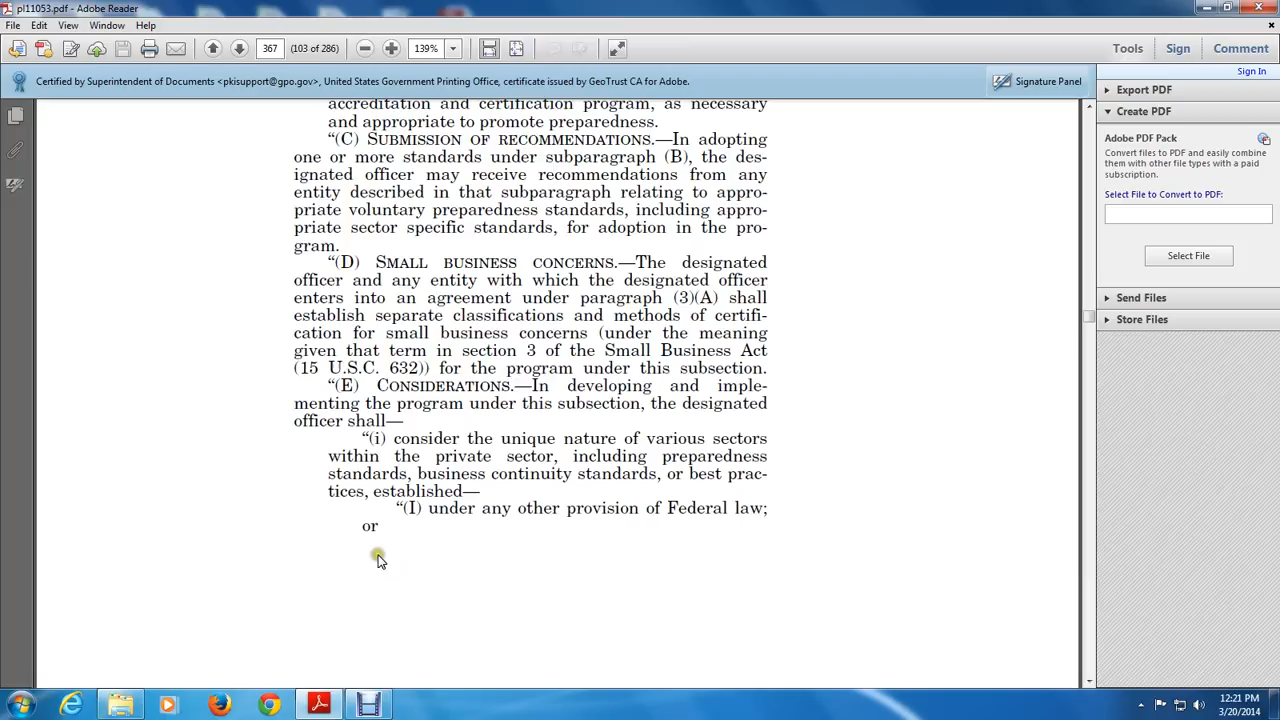 pl11053.pdf - Adobe Reader
File Edit View Window Help
367 (103 of 286) 139% Tools Sign Comment
Certified by Superintendent of Documents <pkisupport@gpo.gov>, United States Government Printing Office, certificate issued by GeoTrust CA for Adobe.
Signature Panel
Sign In
Export PDF
Create PDF
Adobe PDF Pack
Convert files to PDF and easily combine
them with other file types with a paid
subscription.
Select File to Convert to PDF:
Select File
Send Files
Store Files
accreditation and certification program, as necessary
and appropriate to promote preparedness.
“(C) SUBMISSION OF RECOMMENDATIONS.—In adopting
one or more standards under subparagraph (B), the des-
ignated officer may receive recommendations from any
entity described in that subparagraph relating to appro-
priate voluntary preparedness standards, including appro-
priate sector specific standards, for adoption in the pro-
gram.
“(D) SMALL BUSINESS CONCERNS.—The designated
officer and any entity with which the designated officer
enters into an agreement under paragraph (3)(A) shall
establish separate classifications and methods of certifi-
cation for small business concerns (under the meaning
given that term in section 3 of the Small Business Act
(15 U.S.C. 632)) for the program under this subsection.
“(E) CONSIDERATIONS.—In developing and imple-
menting the program under this subsection, the designated
officer shall—
“(i) consider the unique nature of various sectors
within the private sector, including preparedness
standards, business continuity standards, or best prac-
tices, established—
“(I) under any other provision of Federal law;
or
12:21 PM
3/20/2014